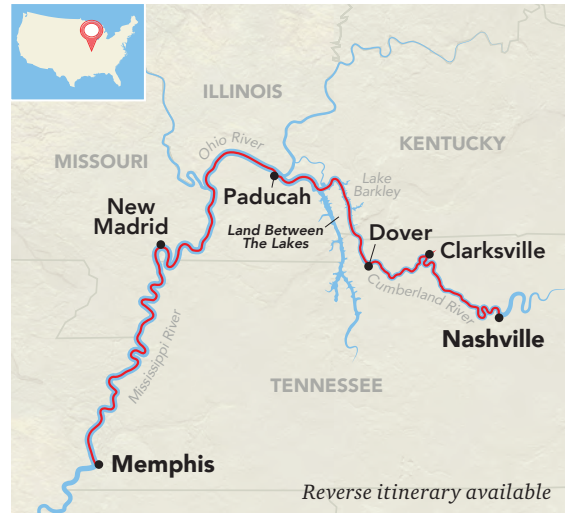 ILLINOIS
Ohio River
KENTUCKY
MISSOURI
Lake
Barkley
Paducah
New
Madrid
Land Between
The Lakes
Dover
Clarksville
Cumberland River
Nashville
Mississippi River
TENNESSEE
Memphis
Reverse itinerary available